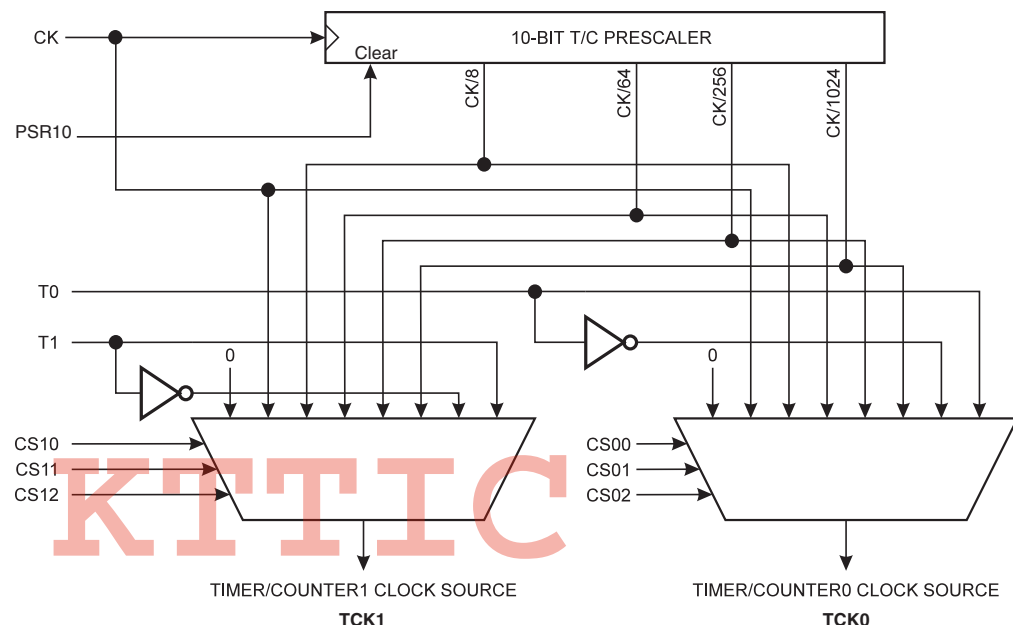 CK
10-BIT T/C PRESCALER
Clear
CK/8
CK/64
CK/256
CK/1024
PSR10
T0
T1
0
0
CS10
CS11
CS12
CS00
CS01
CS02
KTTIC
TIMER/COUNTER1 CLOCK SOURCE
TCK1
TIMER/COUNTER0 CLOCK SOURCE
TCK0